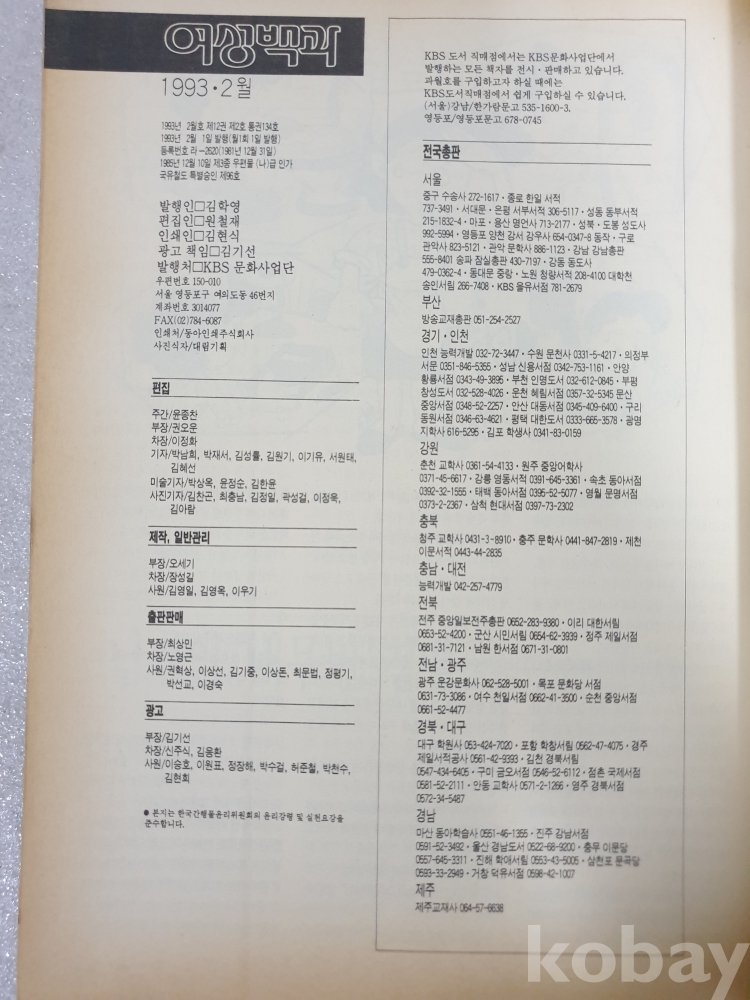 여성백과
1993·2월
1993년 2월호 제12권 제2호 통권134호
1993년 2월 1일 발행(월1회 1일 발행)
등록번호 라-2620(1981년 12월 31일)
1985년 12월 10일 제3종 우편물 (나)급 인가
국유철도 특별승인 제96호
발행인□김학영
편집인□원철재
인쇄인□김현식
광고 책임□김기선
발행처□KBS 문화사업단
우편번호 150-010
서울 영등포구 여의도동 46번지
계좌번호 3014077
FAX(02)784-6087
인쇄처/동아인쇄주식회사
사진식자/대림기획
편집
주간/윤종찬
부장/권오운
차장/이정화
기자/박남희, 박재서, 김성률, 김원기, 이기유, 서원태,
김혜선
미술기자/박상옥, 윤정순, 김한윤
사진기자/김찬곤, 최충남, 김정일, 곽성걸, 이정욱,
김아람
제작, 일반관리
부장/오세기
차장/장성길
사원/김영일, 김영옥, 이우기
출판판매
부장/최상인
차장/노영근
사원/권혁상, 이상선, 김기중, 이상돈, 최문법, 정평기,
박선교, 이경숙
광고
부장/김기선
차장/신주식, 김응환
사원/이승호, 이원표, 정장해, 박수걸, 허준철, 박천수,
김현회
● 본지는 한국간행물윤리위원회의 윤리강령 및 실천요강을
준수합니다.
KBS 도서 직매점에서는 KBS문화사업단에서
발행하는 모든 책자를 전시·판매하고 있습니다.
과월호를 구입하고자 하실 때에는
KBS도서직매점에서 쉽게 구입하실 수 있습니다.
(서울)강남/한가람문고 535-1600-3.
영등포/영등포문고 678-0745
전국총판
서울
중구 수송사 272-1617·종로 한일 서적
737-3491·서대문·은평 서부서적 306-5117·성동 동부서적
215-1832-4·마포·용산 명언사 713-2177·성북·도봉 성도사
992-5994·영등포 양천 강서 강우사 654-0347-8 동작·구로
관악사 823-5121·관악 문학사 886-1123·강남 강남총판
555-8401 송파 잠실총판 430-7197·강동 동도사
479-0362-4·동대문 중랑·노원 청량서적 208-4100 대학천
송인서림 266-7408·KBS 을유서점 781-2679
부산
방송교재총판 051-254-2527
경기·인천
인천 능력개발 032-72-3447·수원 문천사 0331-5-4217·의정부
서문 0351-846-5355·성남 신흥서점 0342-753-1161·안양
황룡서점 0343-49-3895·부천 인명도서 032-612-0845·부평
창성도서 032-528-4026·운천 혜림서점 0357-32-5345 문산
중앙서점 0348-52-2257·안산 대동서점 0345-409-6400·구리
동원서점 0346-63-4621·평택 대한도서 0333-665-3578·광명
지학사 616-5295·김포 학생사 0341-83-0159
강원
춘천 교학사 0361-54-4133·원주 중앙어학사
0371-45-6617·강릉 영동서적 0391-645-3361·속초 동아서점
0392-32-1555·태백 동아서점 0395-52-5077·영월 문명서점
0373-2-2367·삼척 현대서점 0397-73-2302
충북
청주 교학사 0431-3-8910·충주 문학사 0441-847-2819·제천
이문서적 0443-44-2835
충남·대전
능력개발 042-257-4779
전북
전주 중앙일보전주총판 0652-283-9380·이리 대한서림
0653-52-4200·군산 시민서림 0654-62-3939·정주 제일서점
0681-31-7121·남원 한서점 0671-31-0801
전남·광주
광주 운강문화사 062-528-5001·목포 문화당 서점
0631-73-3086·여수 천일서점 0662-41-3500·순천 중앙서점
0661-52-4477
경북·대구
대구 학원사 053-424-7020·포항 학창서림 0562-47-4075·경주
제일서적공사 0561-42-9393·김천 경북서림
0547-434-6405·구미 금오서점 0546-52-6112·점촌 국제서점
0581-52-2111·안동 교학사 0571-2-1266·영주 경북서점
0572-34-5487
경남
마산 동아학습사 0551-46-1355·진주 강남서점
0591-52-3492·울산 경남도서 0522-68-9200·충무 이문당
0557-645-3311·진해 학애서림 0553-43-5005·삼천포 문곡당
0593-33-2949·거창 덕유서점 0598-42-1007
제주
제주교재사 064-57-6638
kobay